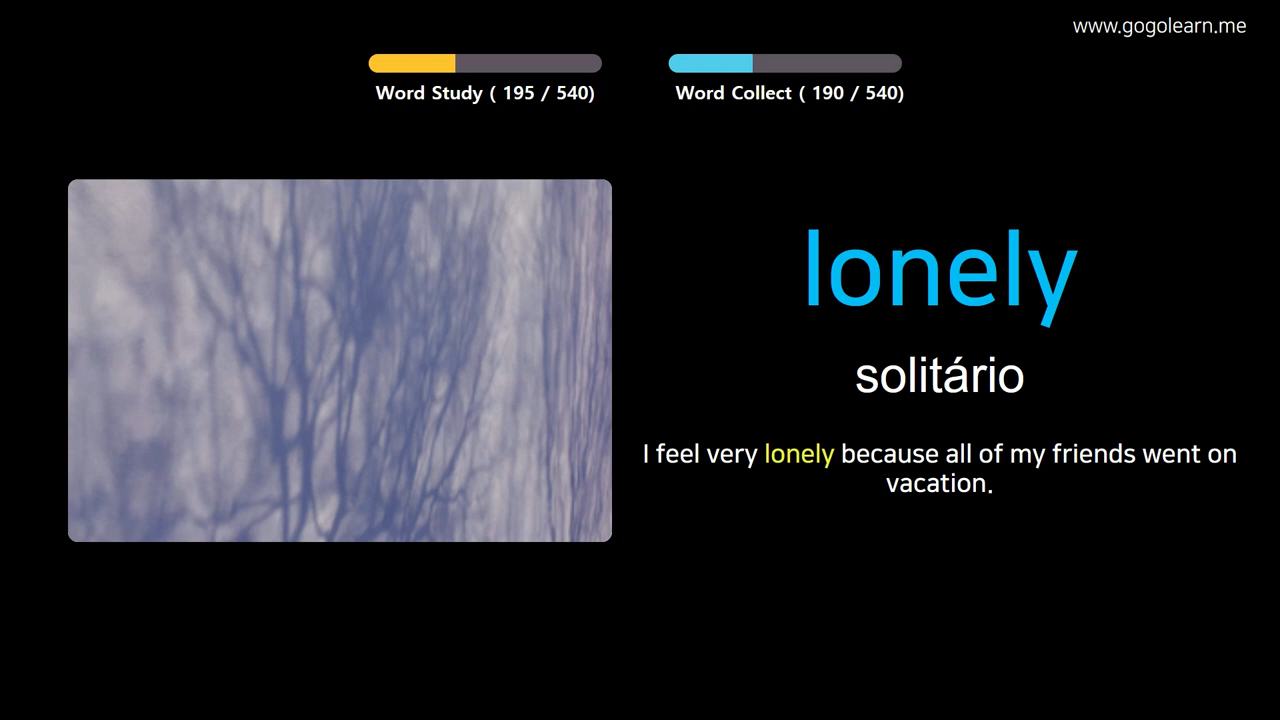 www.gogolearn.me
Word Study ( 195 / 540)
Word Collect ( 190 / 540)
lonely
solitário
I feel very lonely because all of my friends went on
vacation.